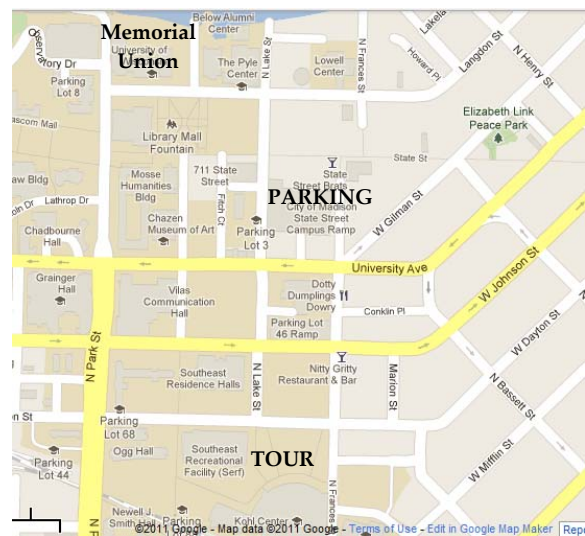 Below Alumni
Center
Memorial
Union
University of
The Pyle
Center
Lowell
Center
N Lake St
N Frances St
Howard Pl
Langdon St
N Henry St
Observatory Dr
Parking
Lot 8
Elizabeth Link
Peace Park
Library Mall
Fountain
State St
Mosse
Humanities
Bldg
711 State
Street
State
Street Brats
PARKING
City of Madison
State Street
Campus Ramp
W Gilman St
Fitch Ct
Chazen
Museum of Art
Parking
Lot 3
Chadbourne
Hall
University Ave
W Johnson St
Grainger
Hall
Vilas
Communication
Hall
Dotty
Dumplings
Dowry
Conklin Pl
Parking Lot
46 Ramp
W Dayton St
N Park St
Southeast
Residence Halls
N Lake St
Nitty Gritty
Restaurant & Bar
Marion St
N Bassett St
Parking
Lot 68
Ogg Hall
Parking
Lot 44
Southeast
Recreational
Facility (Serf)
TOUR
W Mifflin St
N Frances
Newell J.
Smith Hall
Parking
Kohl Center
©2011 Google - Map data ©2011 Google - Terms of Use - Edit in Google Map Maker